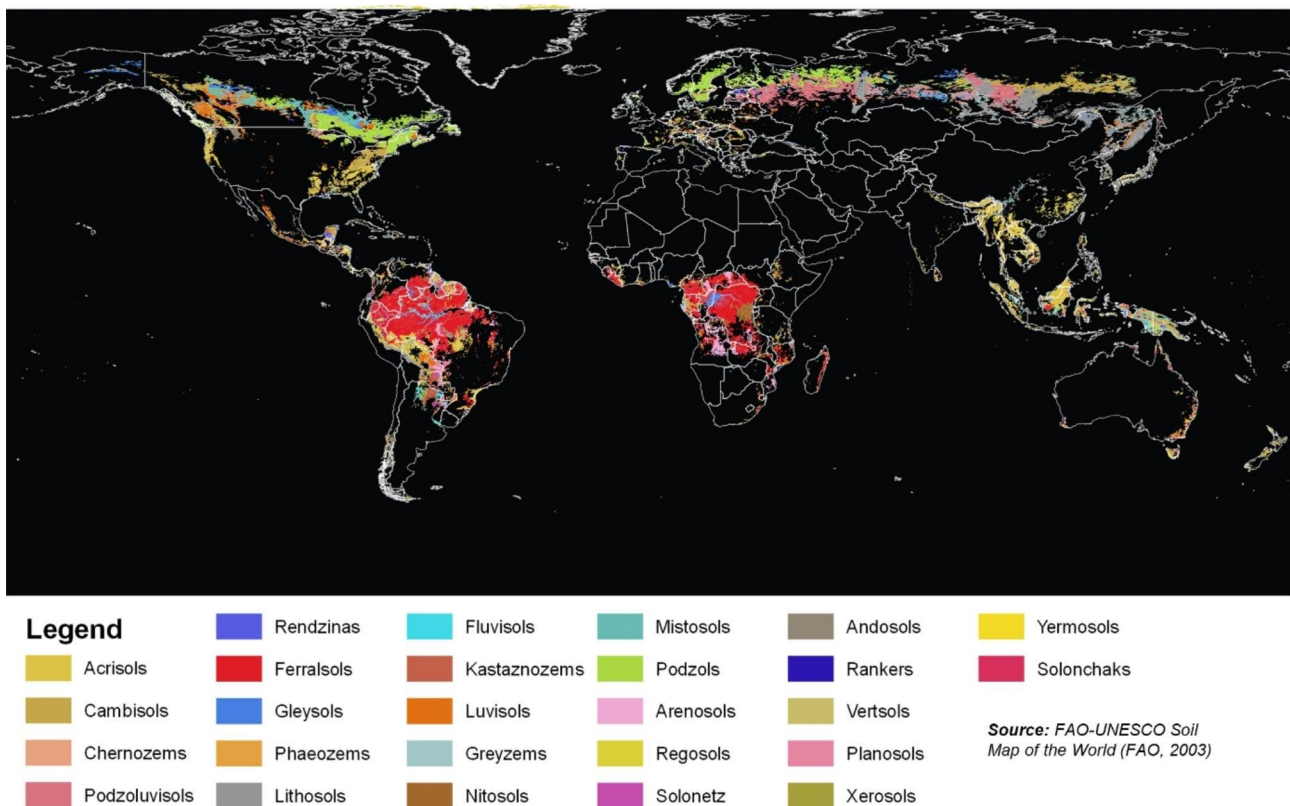 Legend
Acrisols
Cambisols
Chernozems
Podzoluvisols
Rendzinas
Ferralsols
Gleysols
Phaeozems
Lithosols
Fluvisols
Kastaznozems
Luvisols
Greyzems
Nitosols
Mistosols
Podzols
Arenosols
Regosols
Solonetz
Andosols
Rankers
Vertsols
Planosols
Xerosols
Yermosols
Solonchaks
Source: FAO-UNESCO Soil
Map of the World (FAO, 2003)